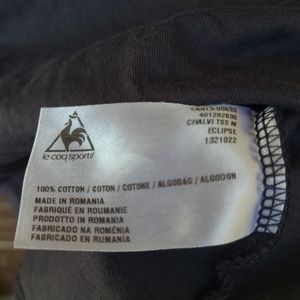 CAN13-00533
401292630
CHALVI TSS M
ECLIPSE
1321022
le coq sportif
100% COTTON / COTON / COTONE / ALGODAO / ALGODON
MADE IN ROMANIA
FABRIQUÉ EN ROUMANIE
PRODOTTO IN ROMANIA
FABRICADO NA ROMÉNIA
FABRICADO EN RUMANIA